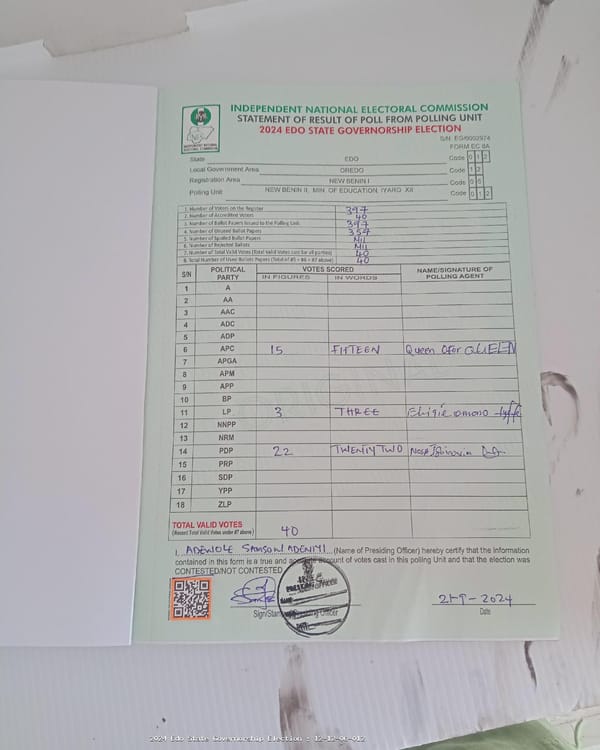 INDEPENDENT NATIONAL ELECTORAL COMMISSION
STATEMENT OF RESULT OF POLL FROM POLLING UNIT
2024 EDO STATE GOVERNORSHIP ELECTION
S/N: EG/0002974
FORM EC 8A
State EDO Code 0 1 2
Local Government Area OREDO Code 1 2
Registration Area NEW BENIN I Code 0 6
Polling Unit NEW BENIN II, MIN. OF EDUCATION, IYARO XII Code 0 1 2
1. Number of Voters on the Register 397
2. Number of Accredited Voters 40
3. Number of Ballot Papers Issued to the Polling Unit 397
4. Number of Unused Ballot Papers 357
5. Number of Spoiled Ballot Papers NIL
6. Number of Rejected Ballots NIL
7. Number of Total Valid Votes (Total Valid Votes cast for all parties) 40
8. Total Number of Used Ballots Papers (Total of #5 + #6 + #7 above) 40
S/N POLITICAL PARTY VOTES SCORED NAME/SIGNATURE OF POLLING AGENT
IN FIGURES IN WORDS
1 A
2 AA
3 AAC
4 ADC
5 ADP
6 APC 15 FIFTEEN Queen Ofor QUEEN
7 APGA
8 APM
9 APP
10 BP
11 LP 3 THREE
12 NNPP
13 NRM
14 PDP 22 TWENTY TWO Nosa
15 PRP
16 SDP
17 YPP
18 ZLP
TOTAL VALID VOTES 40
(Record Total Valid Votes under #7 above)
I, ADEWOLE SAMSON ADENIYI (Name of Presiding Officer) hereby certify that the information
contained in this form is a true and accurate account of votes cast in this polling Unit and that the election was
CONTESTED/NOT CONTESTED
21-9-2024
Sign/Stamp Officer Date
2024 Edo State Governorship Election : 12-12-06-012